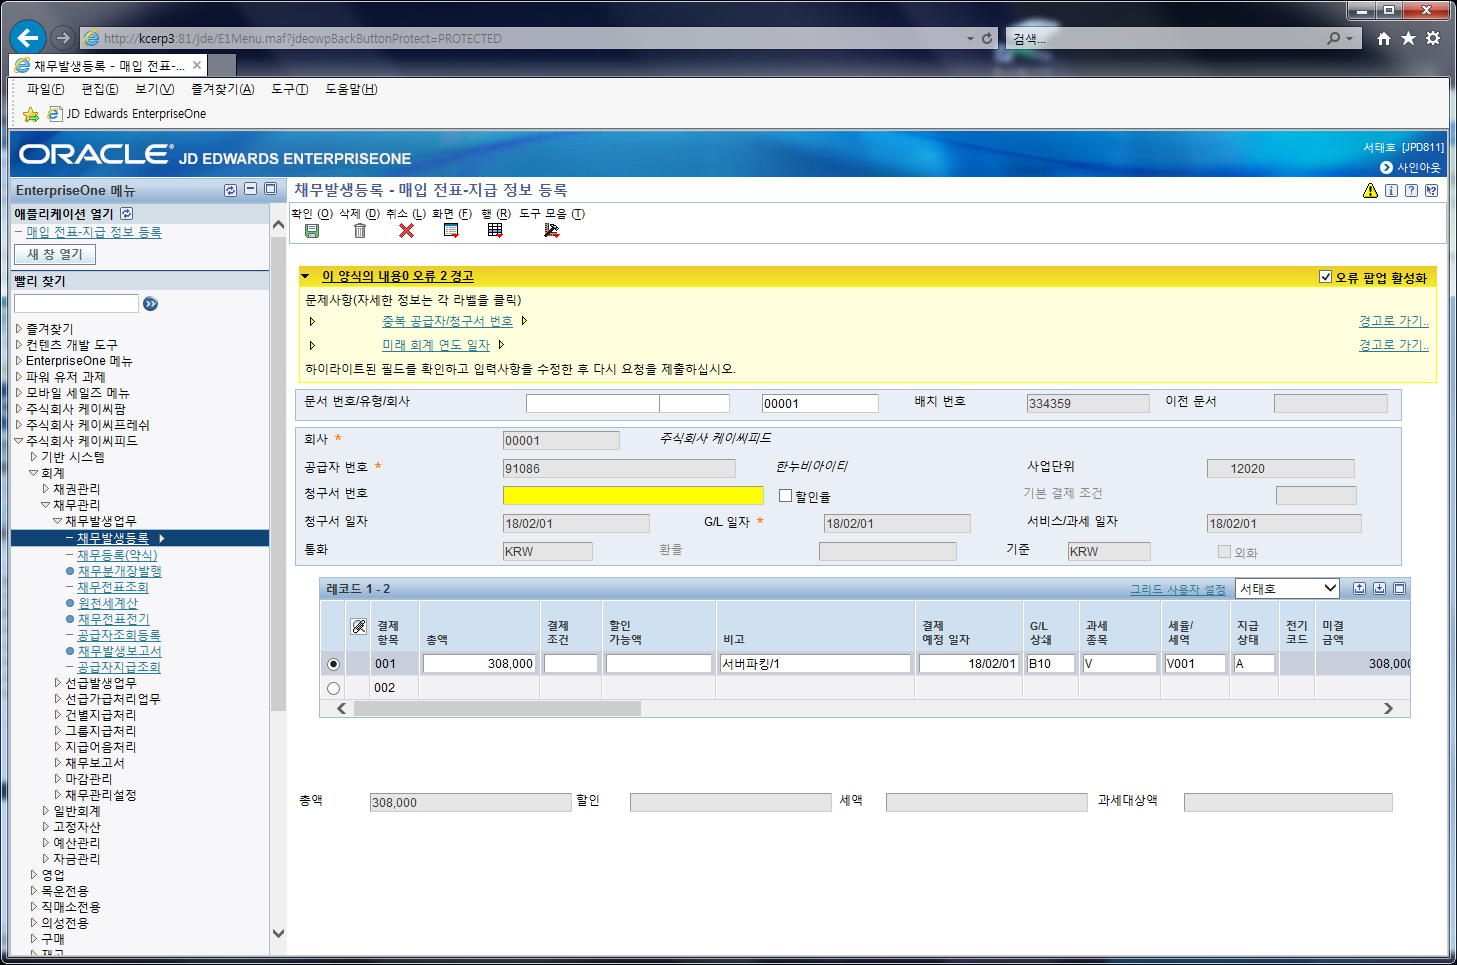 http://kcerp3:81/jde/E1Menu.maf?jdeowpBackButtonProtect=PROTECTED
검색...
채무발생등록 - 매입 전표-...
파일(F) 편집(E) 보기(V) 즐겨찾기(A) 도구(T) 도움말(H)
JD Edwards EnterpriseOne
ORACLE JD EDWARDS ENTERPRISEONE
서태호 [JPD811]
사인아웃
EnterpriseOne 메뉴
애플리케이션 열기
매입 전표-지급 정보 등록
새 창 열기
빨리 찾기
즐겨찾기
컨텐츠 개발 도구
EnterpriseOne 메뉴
파워 유저 과제
모바일 세일즈 메뉴
주식회사 케이씨팜
주식회사 케이씨프레쉬
주식회사 케이씨피드
기반 시스템
회계
채권관리
채무관리
채무발생업무
채무발생등록
채무등록(약식)
채무분개장발행
채무전표조회
원천세계산
채무전표전기
공급자조회등록
채무발생보고서
공급자지급조회
선급발생업무
선급가급처리업무
건별지급처리
그룹지급처리
지급어음처리
채무보고서
마감관리
채무관리설정
일반회계
고정자산
예산관리
자금관리
영업
목운전용
직매소전용
의성전용
구매
재고
채무발생등록 - 매입 전표-지급 정보 등록
확인 (O) 삭제 (D) 취소 (L) 화면 (F) 행 (R) 도구 모음 (T)
이 양식의 내용0 오류 2 경고
오류 팝업 활성화
문제사항(자세한 정보는 각 라벨을 클릭)
중복 공급자/청구서 번호 경고로 가기..
미래 회계 연도 일자 경고로 가기..
하이라이트된 필드를 확인하고 입력사항을 수정한 후 다시 요청을 제출하십시오.
문서 번호/유형/회사 00001 배치 번호 334359 이전 문서
회사 * 00001 주식회사 케이씨피드
공급자 번호 * 91086 한누비아이티 사업단위 12020
청구서 번호 할인율 기본 결제 조건
청구서 일자 18/02/01 G/L 일자 * 18/02/01 서비스/과세 일자 18/02/01
통화 KRW 환율 기준 KRW 외화
레코드 1 - 2 그리드 사용자 설정 서태호
결제 항목 총액 결제 조건 할인 가능액 비고 결제 예정 일자 G/L 상쇄 과세 종목 세율/ 세역 지급 상태 전기 코드 미결 금액
001 308,000 서버파킹/1 18/02/01 B10 V V001 A 308,000
002
총액 308,000 할인 세액 과세대상액